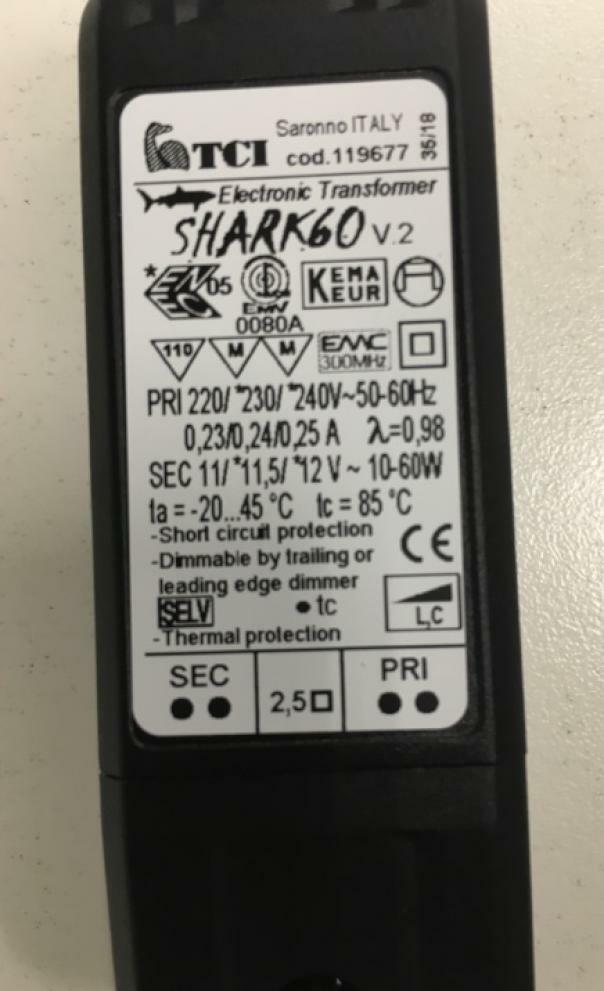 TCI
Saronno ITALY
cod.119677
35/18
Electronic Transformer
SHARK60 V.2
* ENEC 05
EMV
KEMA
KEUR
0080A
110 M M
EMC
300MHz
PRI 220/ *230/ *240V~50-60Hz
0,23/0,24/0,25 A λ=0,98
SEC 11/ *11,5/ *12 V ~ 10-60W
ta = -20...45 °C tc = 85 °C
-Short circuit protection
-Dimmable by trailing or
leading edge dimmer
CE
SELV • tc
L,C
-Thermal protection
SEC
2,5
PRI